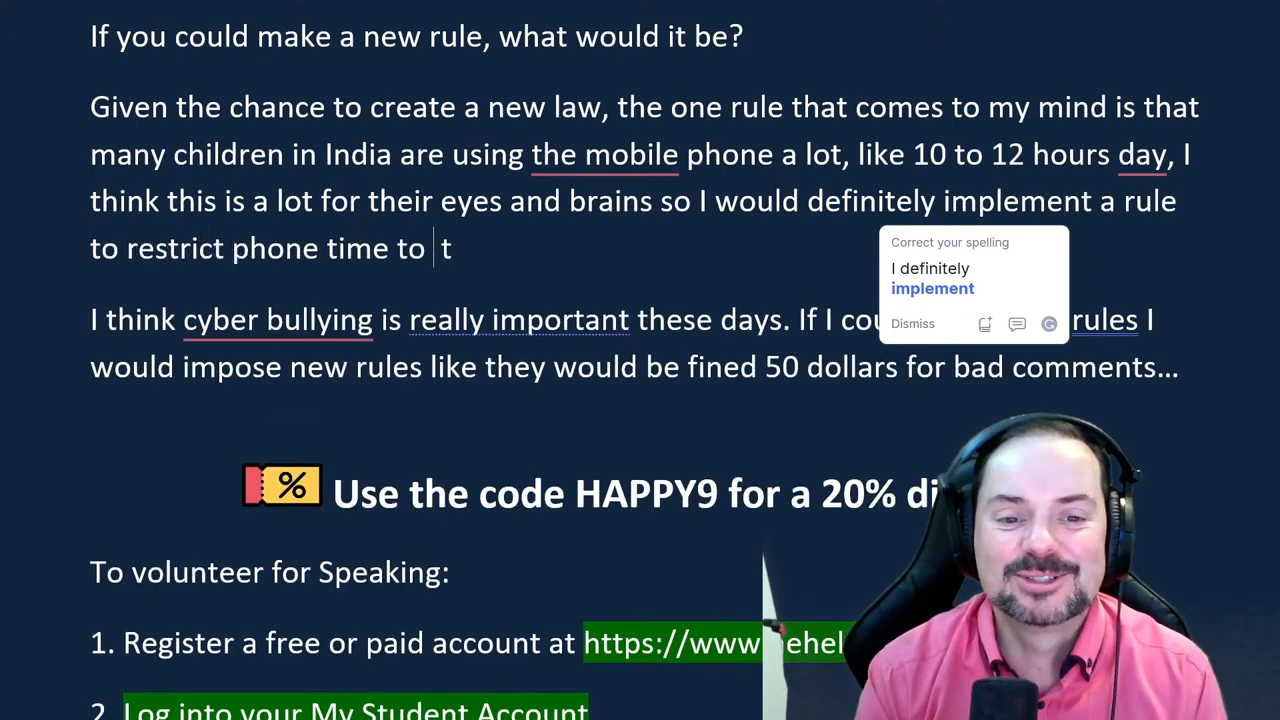 If you could make a new rule, what would it be?
Given the chance to create a new law, the one rule that comes to my mind is that
many children in India are using the mobile phone a lot, like 10 to 12 hours day, I
think this is a lot for their eyes and brains so I would definitely implement a rule
to restrict phone time to t
Correct your spelling
I definitely
implement
Dismiss
I think cyber bullying is really important these days. If I rules I
would impose new rules like they would be fined 50 dollars for bad comments…
% Use the code HAPPY9 for a 20%
To volunteer for Speaking:
1. Register a free or paid account at https://www
2. Log into your My Student Account